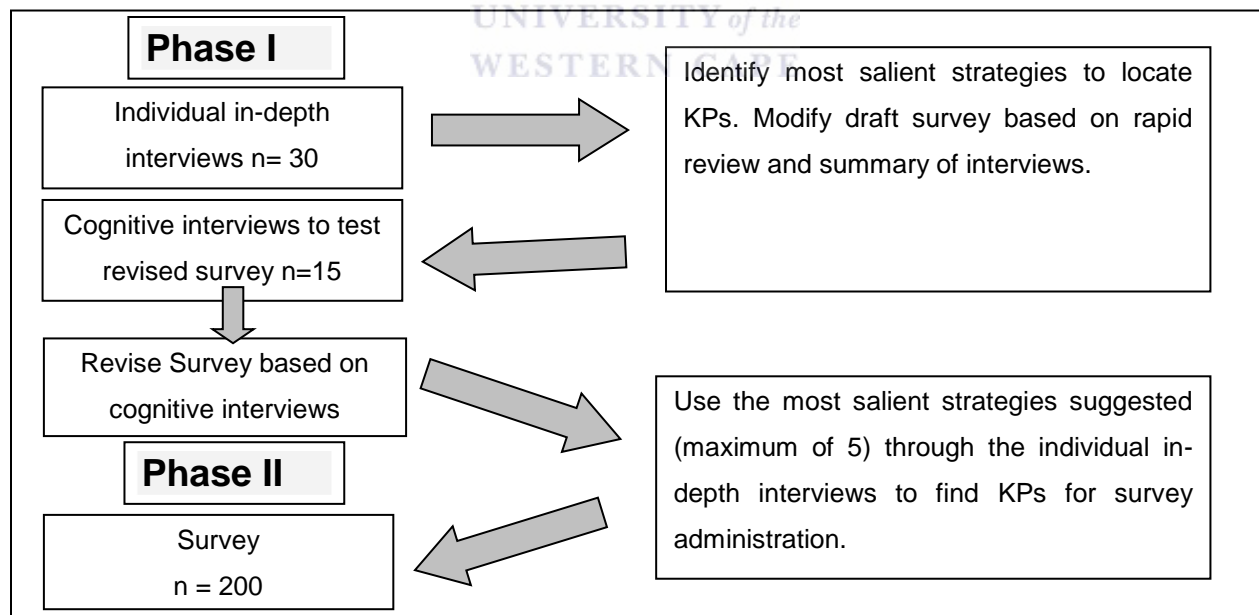 UNIVERSITY of the
WESTERN CAPE
Phase I
Individual in-depth
interviews n= 30
Identify most salient strategies to locate
KPs. Modify draft survey based on rapid
review and summary of interviews.
Cognitive interviews to test
revised survey n=15
Revise Survey based on
cognitive interviews
Use the most salient strategies suggested
(maximum of 5) through the individual in-
depth interviews to find KPs for survey
administration.
Phase II
Survey
n = 200